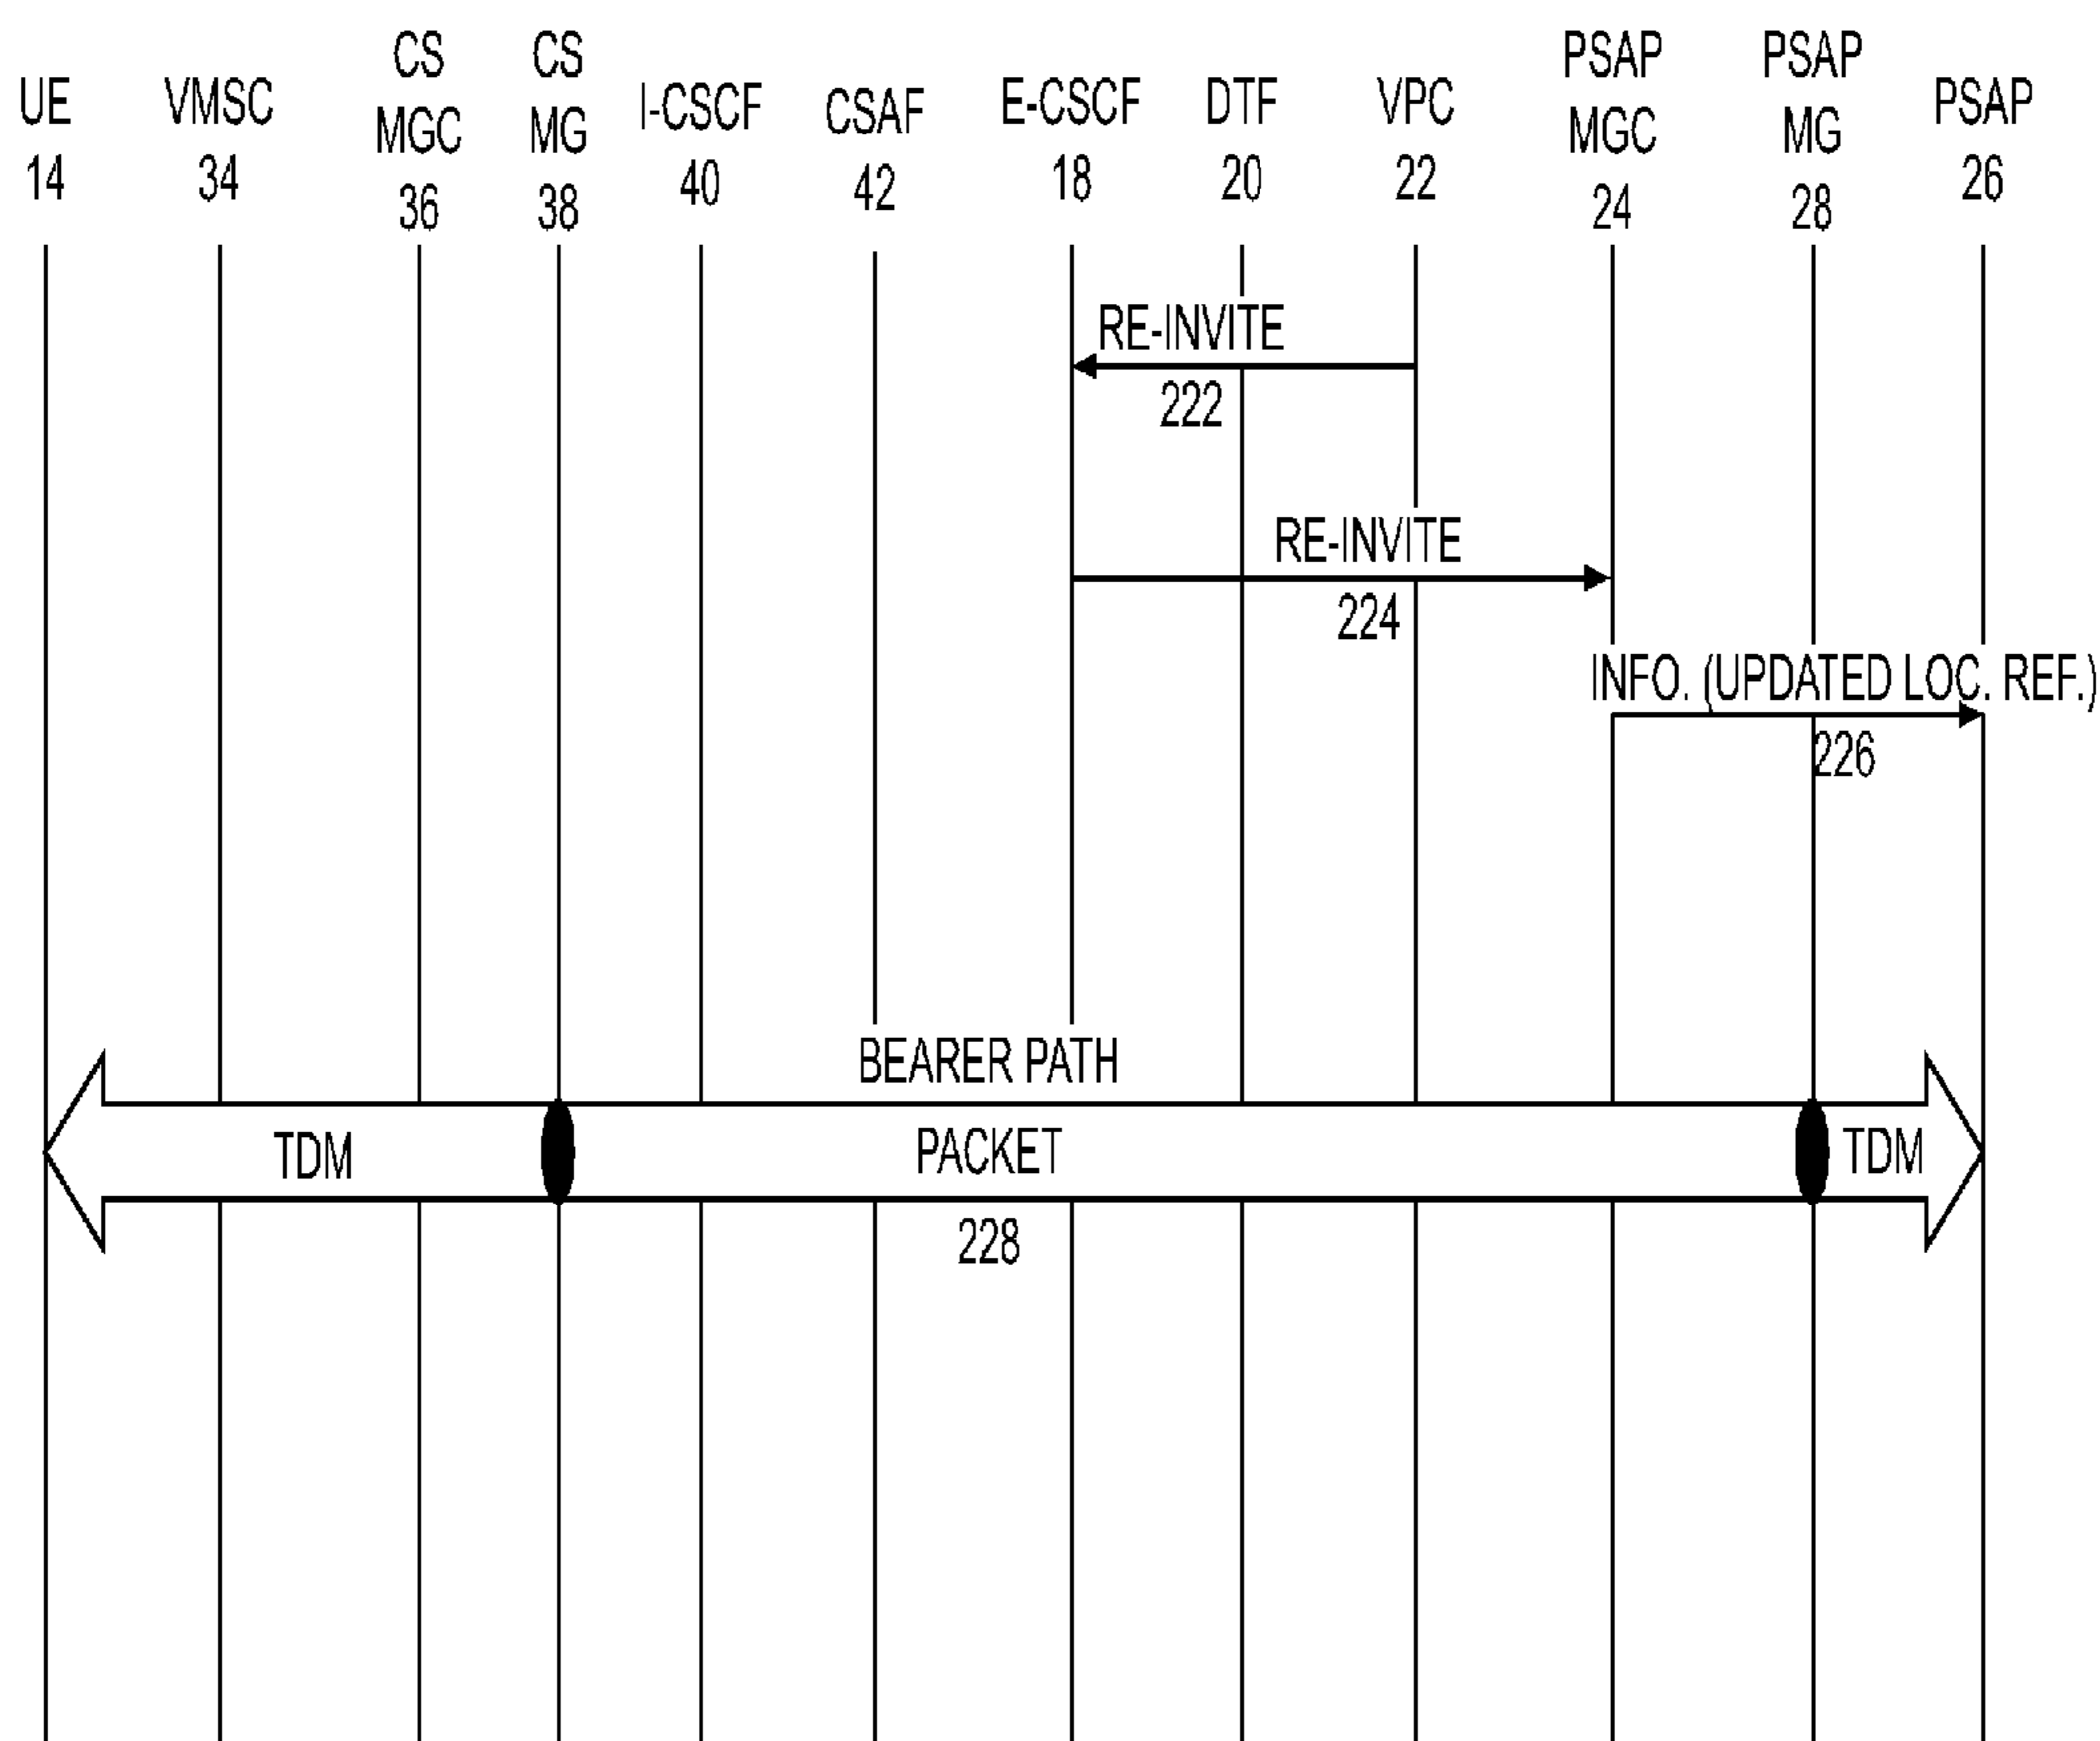 UE
14
VMSC
34
CS
MGC
36
CS
MG
38
I-CSCF
40
CSAF
42
E-CSCF
18
DTF
20
VPC
22
PSAP
MGC
24
PSAP
MG
28
PSAP
26
RE-INVITE
222
RE-INVITE
224
INFO. (UPDATED LOC. REF.)
226
BEARER PATH
TDM
PACKET
TDM
228